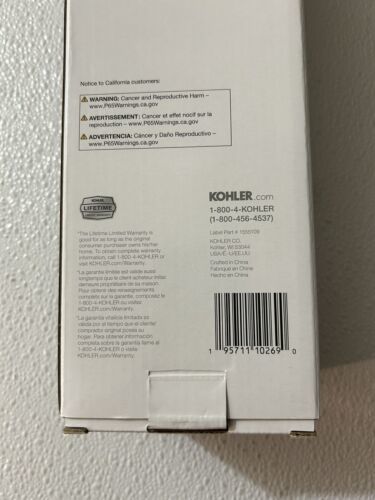 Notice to California customers:
WARNING: Cancer and Reproductive Harm –
www.P65Warnings.ca.gov
AVERTISSEMENT: Cancer et effet nocif sur la
reproduction – www.P65Warnings.ca.gov
ADVERTENCIA: Cáncer y Daño Reproductivo –
www.P65Warnings.ca.gov
KOHLER
LIFETIME
LIMITED WARRANTY
KOHLER.com
1-800-4-KOHLER
(1-800-456-4537)
Label Part # 1555709
KOHLER CO.
Kohler, WI 53044
USA/É.-U/EE.UU.
Crafted in China
Fabriqué en Chine
Hecho en China
*The Lifetime Limited Warranty is
good for as long as the original
consumer purchaser owns his/her
home. To obtain complete warranty
information, call 1-800-4-KOHLER or
visit KOHLER.com/Warranty.
*La garantie limitée est valide aussi
longtemps que le client acheteur initial
demeure propriétaire de sa maison.
Pour obtenir des renseignements
complets sur la garantie, composez le
1-800-4-KOHLER ou visitez
KOHLER.com/Warranty.
*La garantía vitalicia limitada es
válida por el tiempo que el cliente/
comprador original posea su
hogar. Para obtener información
completa sobre la garantía llame al
1-800-4-KOHLER o visite
KOHLER.com/Warranty.
1 95711 10269 0